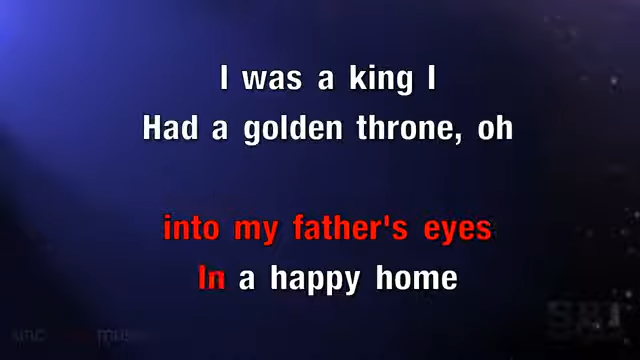 I was a king I
Had a golden throne, oh
into my father's eyes
In a happy home